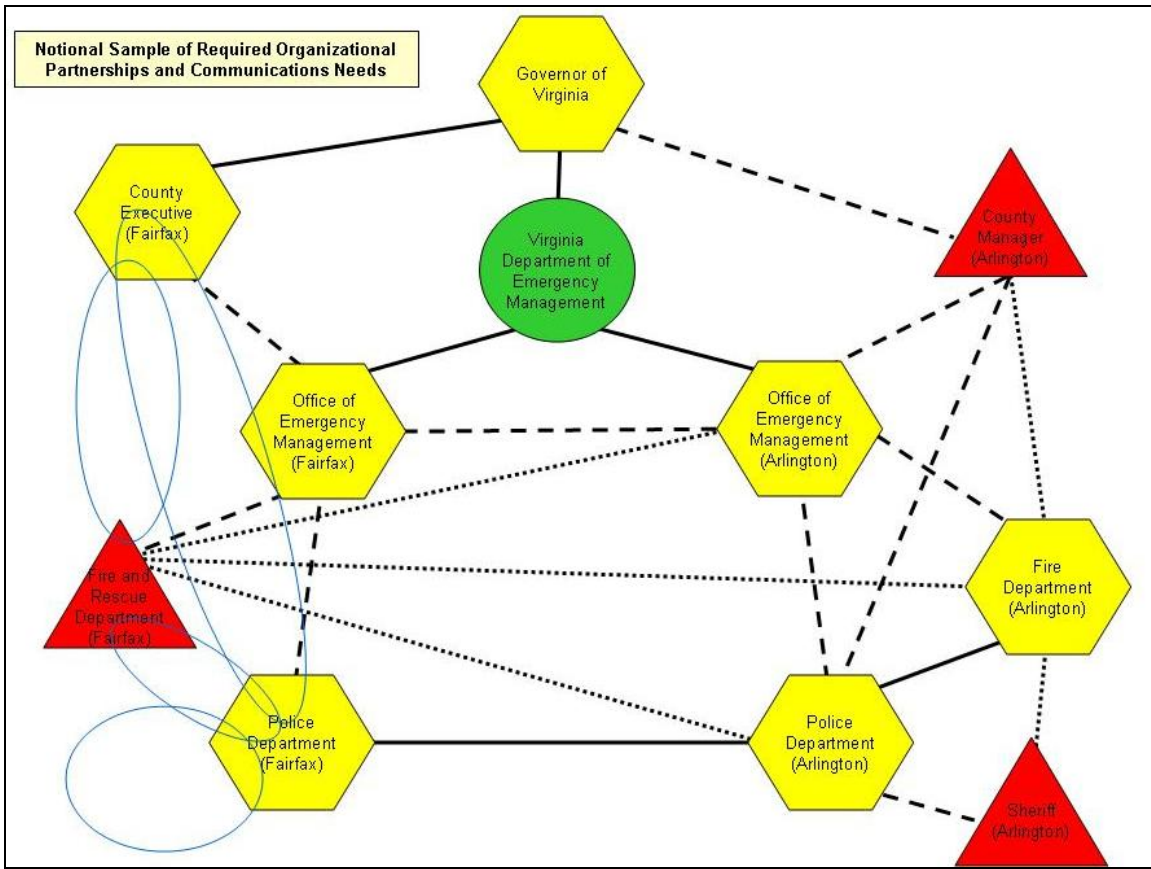 Notional Sample of Required Organizational
Partnerships and Communications Needs
Governor of
Virginia
County
Executive
(Fairfax)
Virginia
Department of
Emergency
Management
County
Manager
(Arlington)
Office of
Emergency
Management
(Fairfax)
Office of
Emergency
Management
(Arlington)
Fire and
Rescue
Department
(Fairfax)
Fire
Department
(Arlington)
Police
Department
(Fairfax)
Police
Department
(Arlington)
Sheriff
(Arlington)